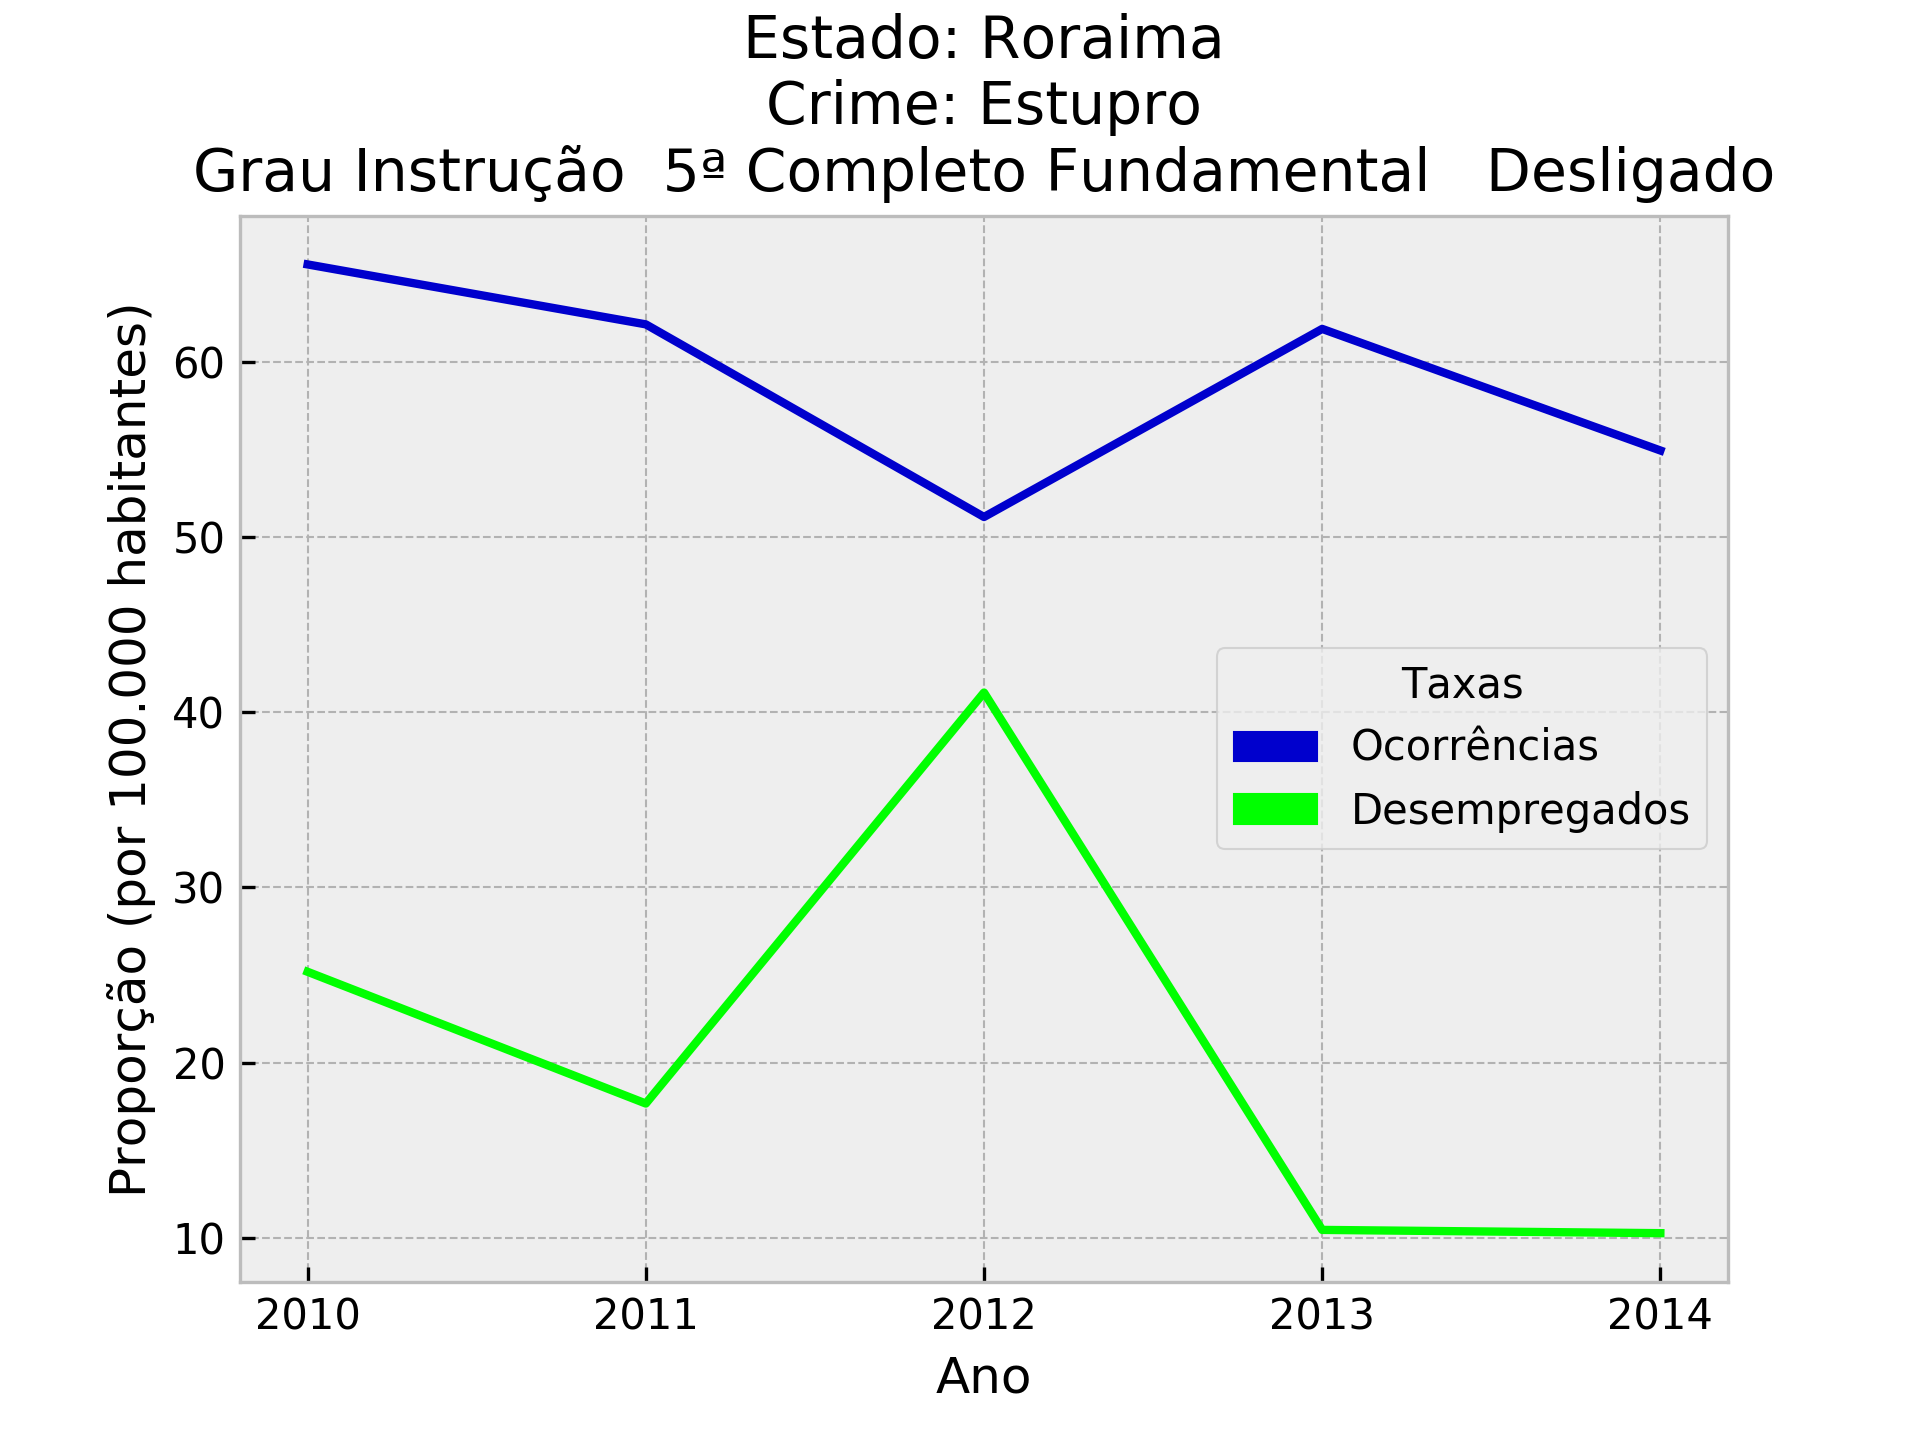 Estado: Roraima
Crime: Estupro
Grau Instrução  5ª Completo Fundamental   Desligado
Proporção (por 100.000 habitantes)
60
50
40
30
20
10
Taxas
Ocorrências
Desempregados
2010 2011 2012 2013 2014
Ano